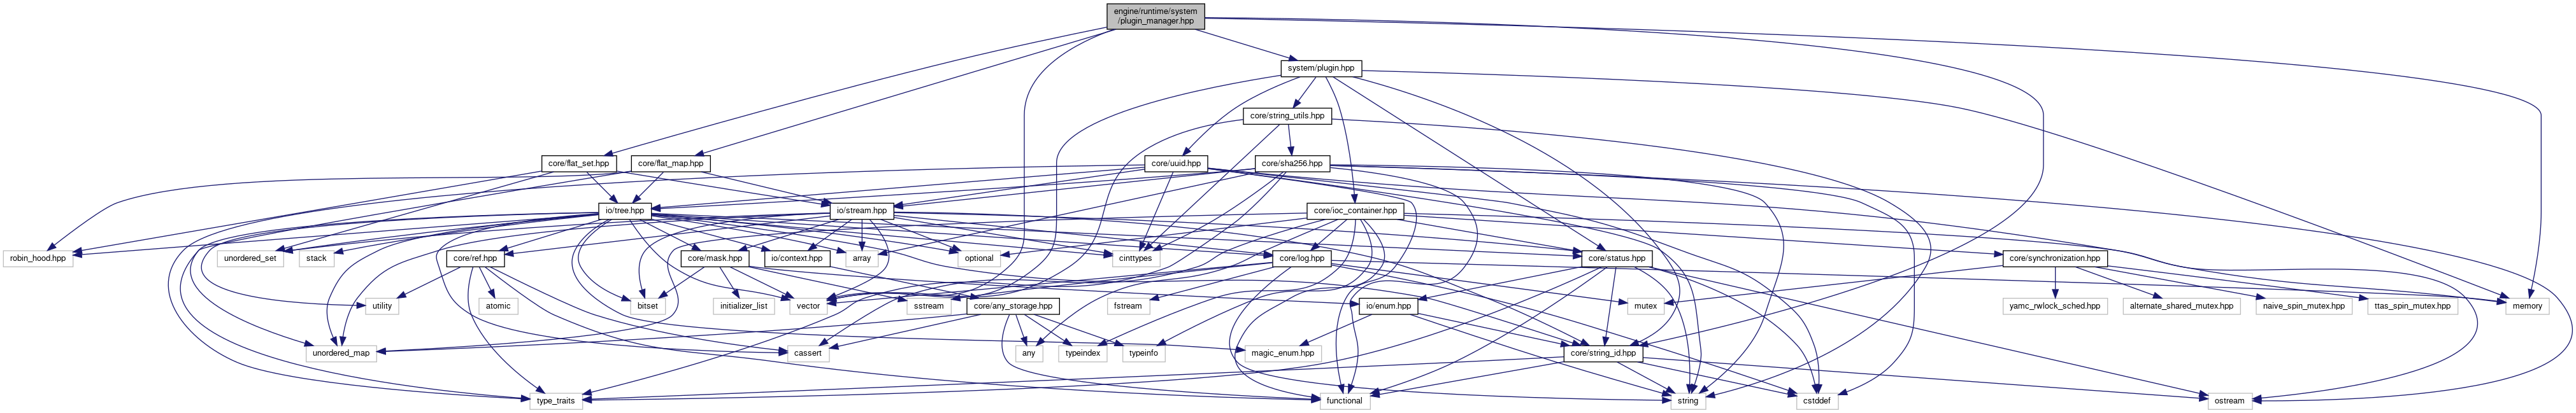 engine/runtime/system
/plugin_manager.hpp
system/plugin.hpp
core/string_utils.hpp
core/flat_set.hpp
core/flat_map.hpp
core/uuid.hpp
core/sha256.hpp
io/tree.hpp
io/stream.hpp
core/ioc_container.hpp
robin_hood.hpp
unordered_set
stack
core/ref.hpp
core/mask.hpp
io/context.hpp
array
optional
cinttypes
core/log.hpp
core/status.hpp
core/synchronization.hpp
utility
atomic
bitset
initializer_list
vector
sstream
core/any_storage.hpp
fstream
io/enum.hpp
mutex
yamc_rwlock_sched.hpp
alternate_shared_mutex.hpp
naive_spin_mutex.hpp
ttas_spin_mutex.hpp
memory
unordered_map
cassert
any
typeindex
typeinfo
magic_enum.hpp
core/string_id.hpp
type_traits
functional
string
cstddef
ostream